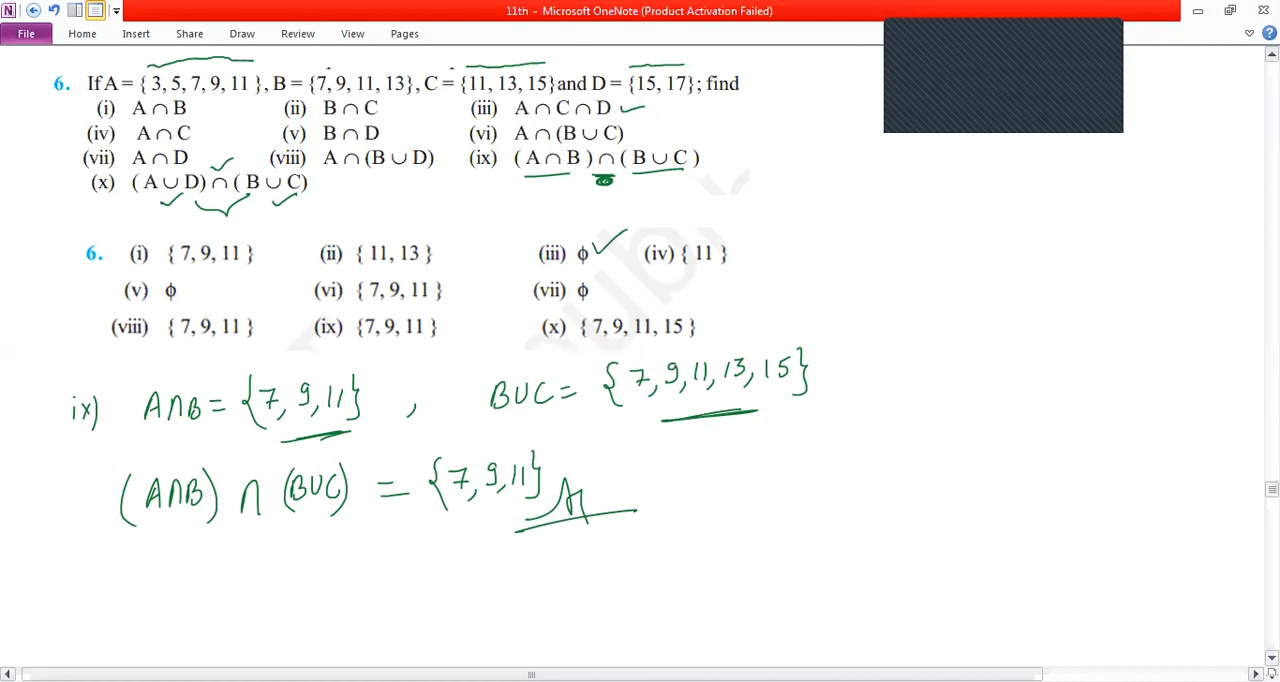 11th - Microsoft OneNote (Product Activation Failed)
File Home Insert Share Draw Review View Pages
6. If A = { 3, 5, 7, 9, 11 }, B = {7, 9, 11, 13}, C = {11, 13, 15}and D = {15, 17}; find
(i) A ∩ B (ii) B ∩ C (iii) A ∩ C ∩ D
(iv) A ∩ C (v) B ∩ D (vi) A ∩ (B ∪ C)
(vii) A ∩ D (viii) A ∩ (B ∪ D) (ix) ( A ∩ B ) ∩ ( B ∪ C )
(x) ( A ∪ D) ∩ ( B ∪ C)
6. (i) { 7, 9, 11 } (ii) { 11, 13 } (iii) ϕ (iv) { 11 }
(v) ϕ (vi) { 7, 9, 11 } (vii) ϕ
(viii) { 7, 9, 11 } (ix) {7, 9, 11 } (x) { 7, 9, 11, 15 }
ix) A∩B = {7, 9, 11} , B∪C = {7, 9, 11, 13, 15}
(A∩B) ∩ (B∪C) = {7, 9, 11}